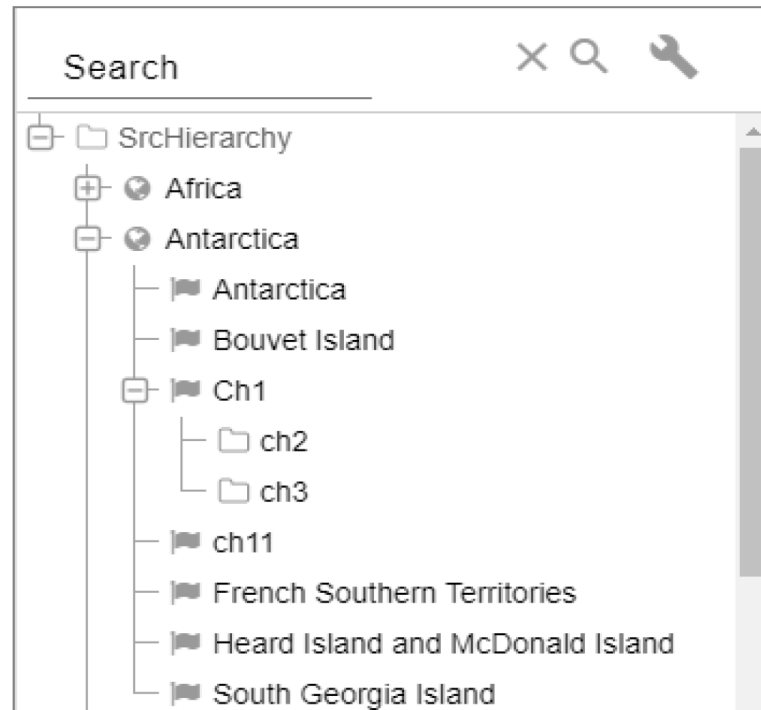 Search
SrcHierarchy
Africa
Antarctica
Antarctica
Bouvet Island
Ch1
ch2
ch3
ch11
French Southern Territories
Heard Island and McDonald Island
South Georgia Island